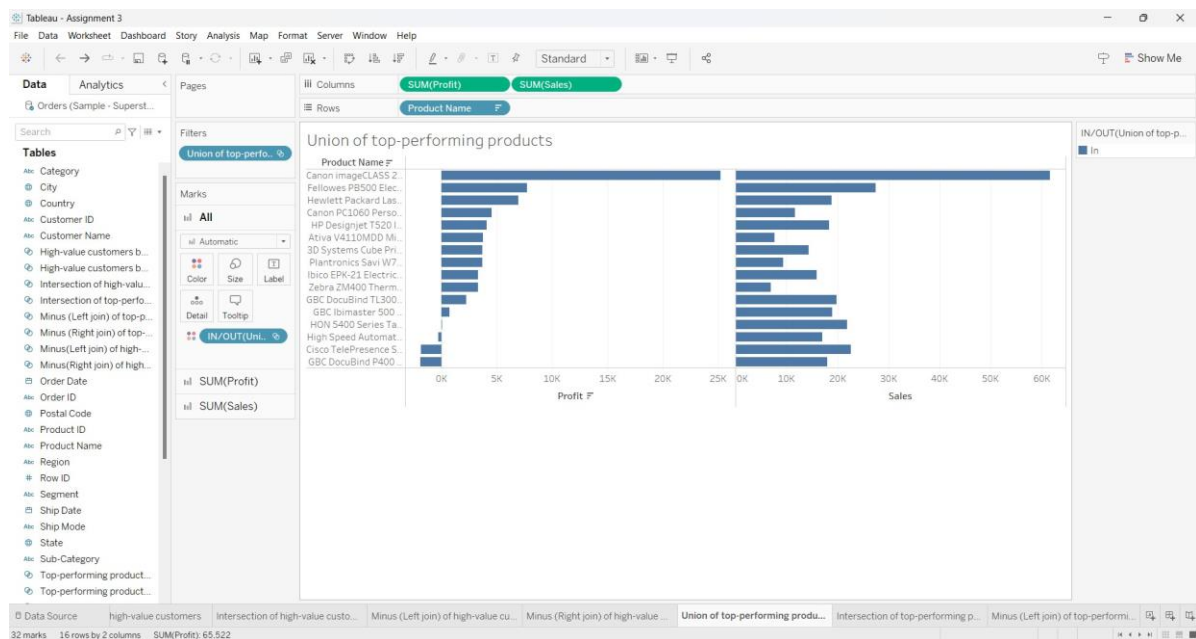 Tableau - Assignment 3
File Data Worksheet Dashboard Story Analysis Map Format Server Window Help
Standard
Show Me
Data Analytics
Orders (Sample - Superst...
Search
Tables
Abc Category
City
Country
Abc Customer ID
Abc Customer Name
High-value customers b...
High-value customers b...
Intersection of high-valu...
Intersection of top-perfo...
Minus (Left join) of top-p...
Minus (Right join) of top-...
Minus(Left join) of high-...
Minus(Right join) of high...
Order Date
Abc Order ID
Postal Code
Abc Product ID
Abc Product Name
Abc Region
# Row ID
Abc Segment
Ship Date
Abc Ship Mode
State
Abc Sub-Category
Top-performing product...
Top-performing product...
Pages
Filters
Union of top-perfo..
Marks
All
Automatic
Color Size Label
Detail Tooltip
IN/OUT(Uni..
SUM(Profit)
SUM(Sales)
Columns SUM(Profit) SUM(Sales)
Rows Product Name
Union of top-performing products
Product Name
Canon imageCLASS 2..
Fellowes PB500 Elec..
Hewlett Packard Las..
Canon PC1060 Perso..
HP Designjet T520 I..
Ativa V4110MDD Mi..
3D Systems Cube Pri..
Plantronics Savi W7..
Ibico EPK-21 Electric..
Zebra ZM400 Therm..
GBC DocuBind TL300..
GBC Ibimaster 500 ..
HON 5400 Series Ta..
High Speed Automat..
Cisco TelePresence S..
GBC DocuBind P400 ..
0K 5K 10K 15K 20K 25K 0K 10K 20K 30K 40K 50K 60K
Profit Sales
IN/OUT(Union of top-p...
In
Data Source high-value customers Intersection of high-value custo... Minus (Left join) of high-value cu... Minus (Right join) of high-value ... Union of top-performing produ... Intersection of top-performing p... Minus (Left join) of top-performi...
32 marks 16 rows by 2 columns SUM(Profit): 65,522